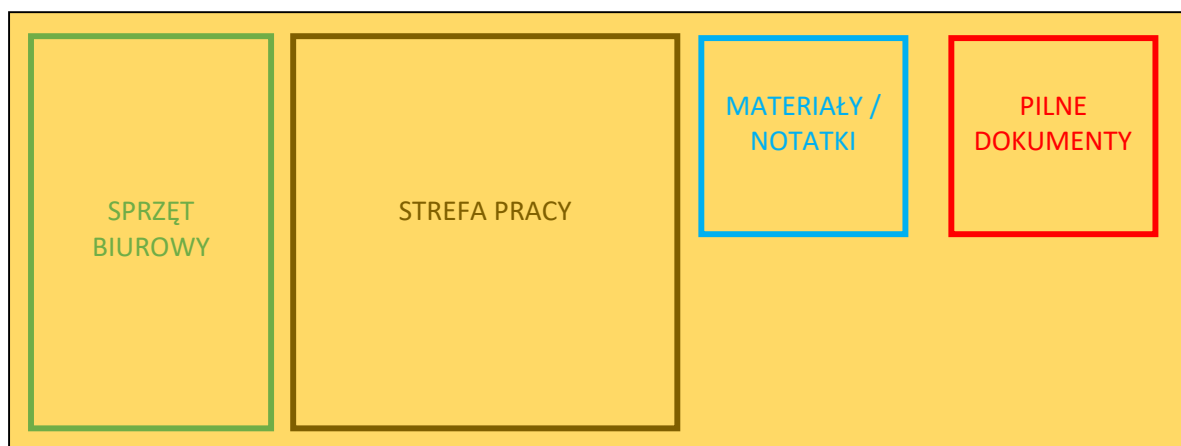 SPRZĘT
BIUROWY
STREFA PRACY
MATERIAŁY /
NOTATKI
PILNE
DOKUMENTY